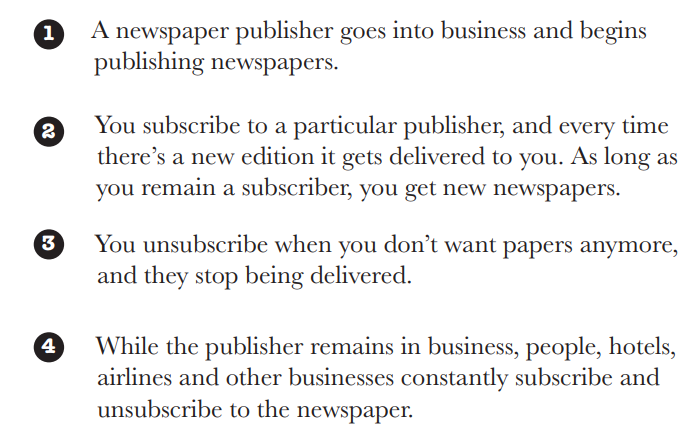 1 A newspaper publisher goes into business and begins
publishing newspapers.
2 You subscribe to a particular publisher, and every time
there’s a new edition it gets delivered to you. As long as
you remain a subscriber, you get new newspapers.
3 You unsubscribe when you don’t want papers anymore,
and they stop being delivered.
4 While the publisher remains in business, people, hotels,
airlines and other businesses constantly subscribe and
unsubscribe to the newspaper.